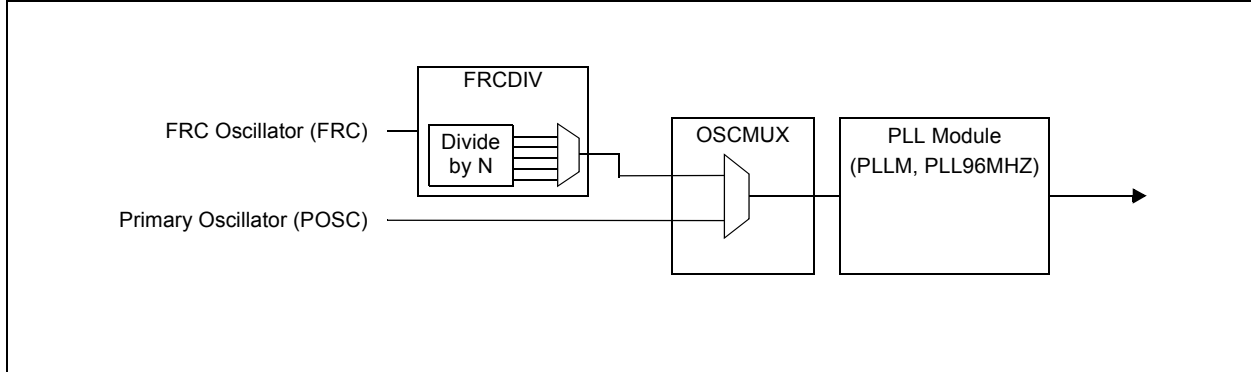 FRCDIV
FRC Oscillator (FRC)
Divide
by N
OSCMUX
PLL Module
(PLLM, PLL96MHZ)
Primary Oscillator (POSC)